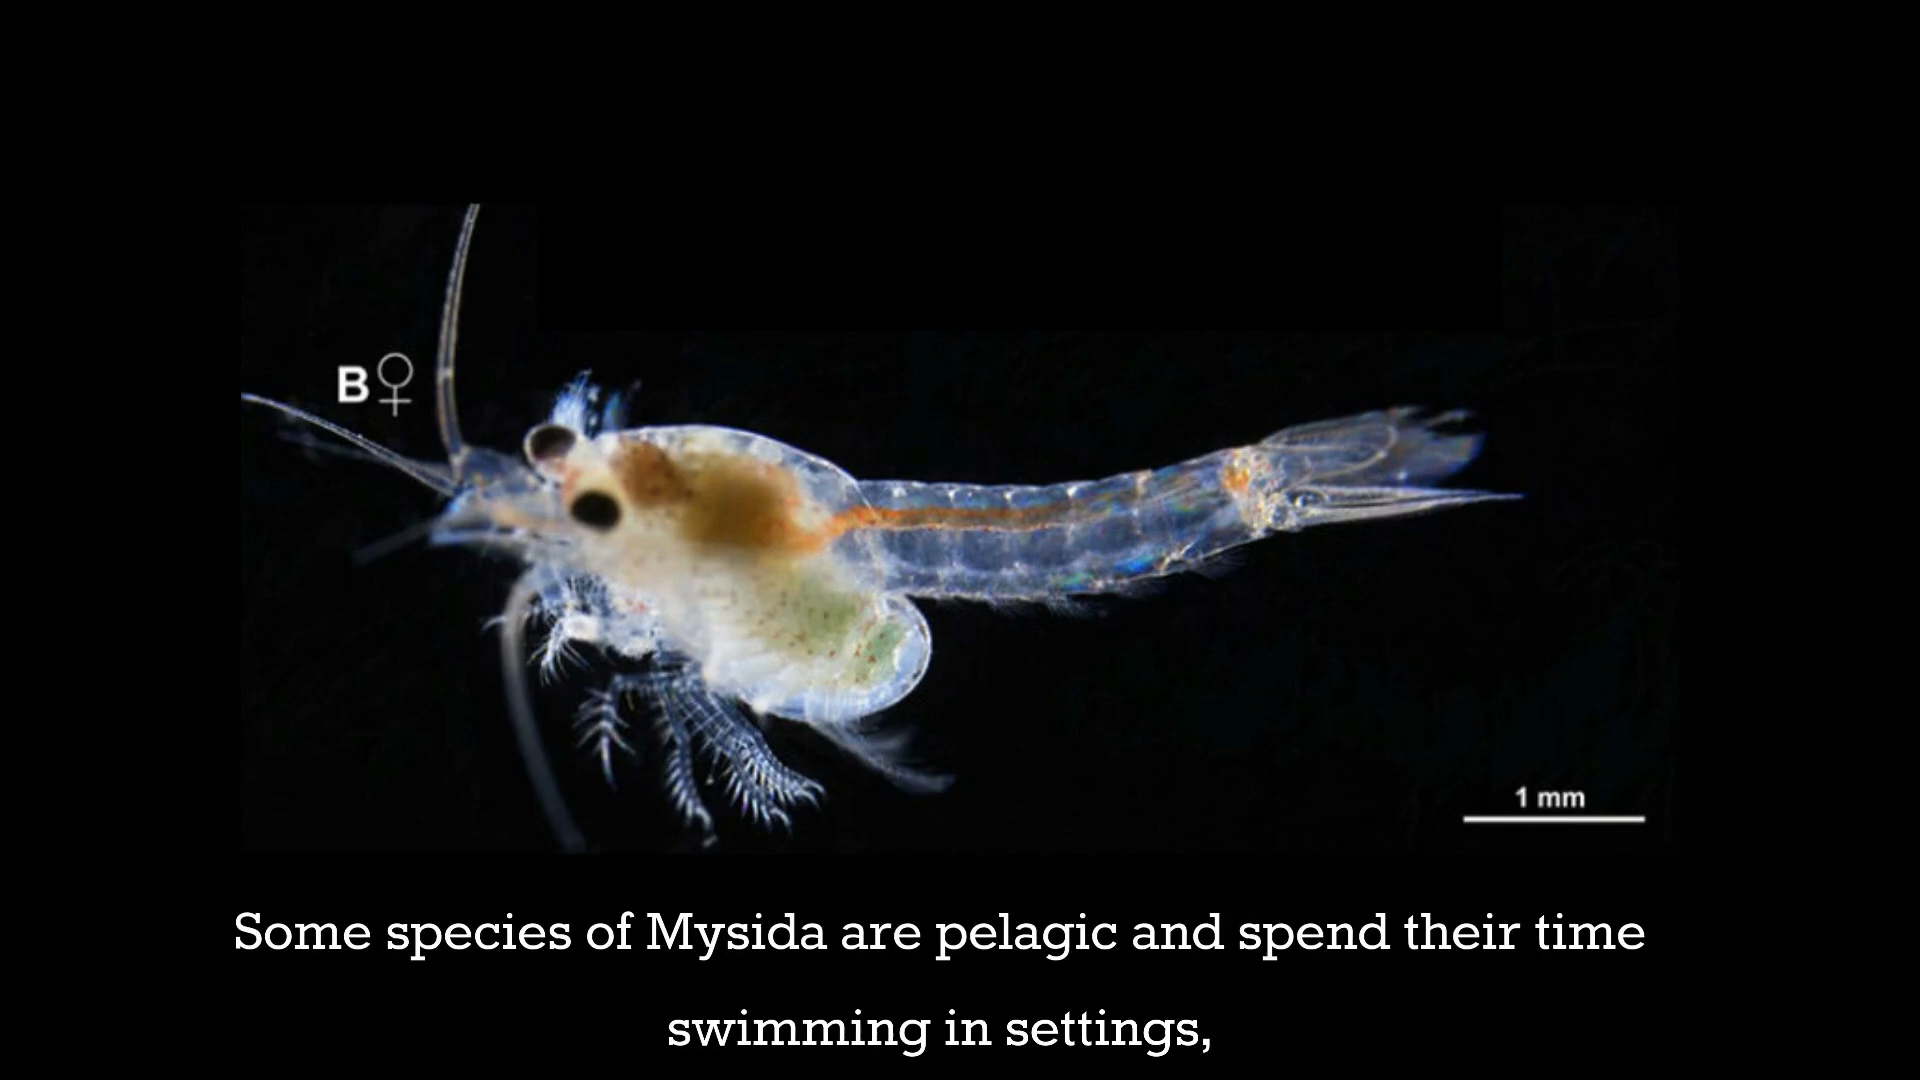 B♀
1 mm
Some species of Mysida are pelagic and spend their time
swimming in settings,